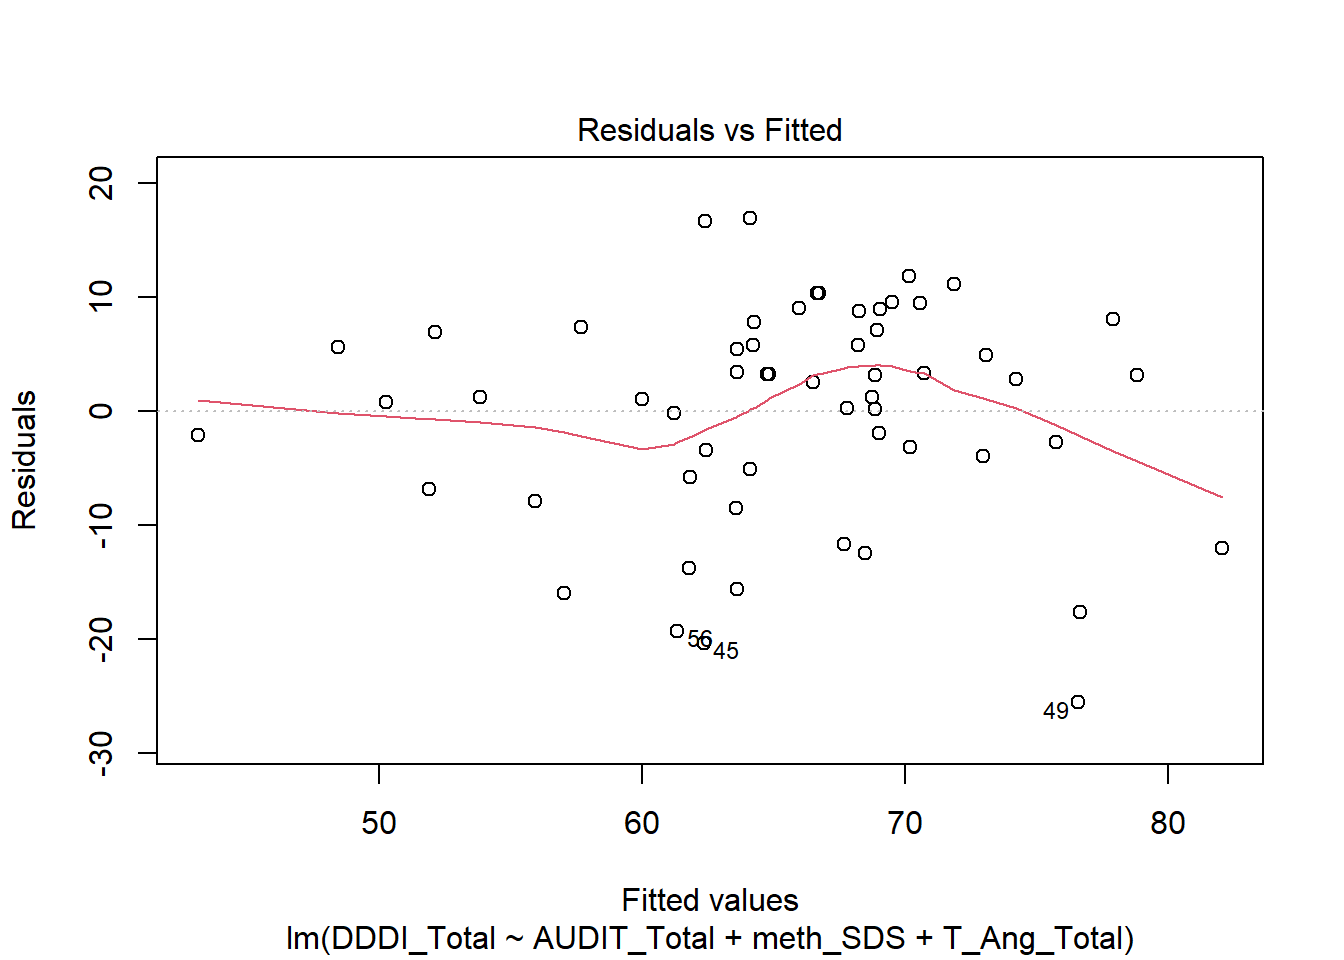 Residuals vs Fitted
Residuals
20
10
0
-10
-20
-30
56
45
49
50 60 70 80
Fitted values
lm(DDDI_Total ~ AUDIT_Total + meth_SDS + T_Ang_Total)